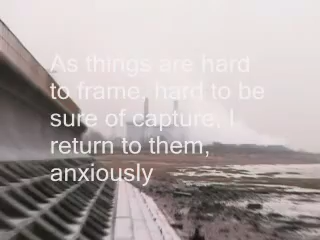 As things are hard
to frame, hard to be
sure of capture, I
return to them,
anxiously